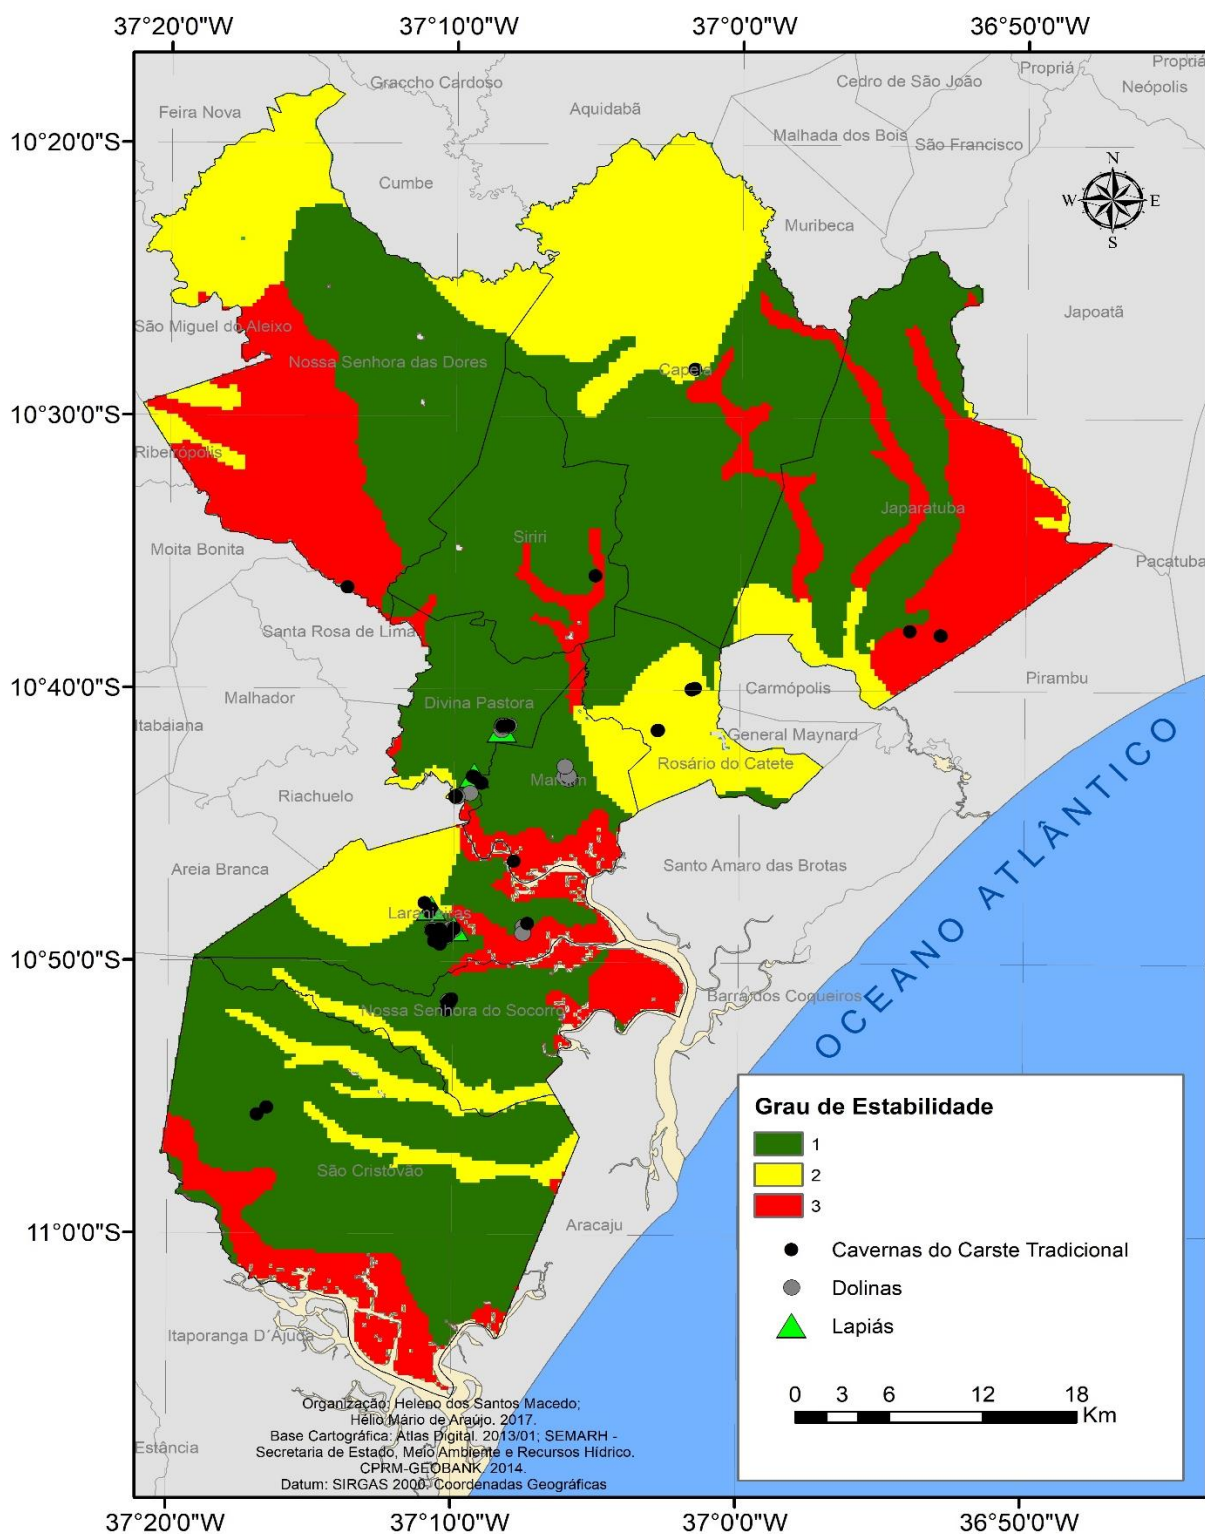 37°20'0"W 37°10'0"W 37°0'0"W 36°50'0"W
Graccho Cardoso
Cedro de São João
Propriá
Propriá
Neópolis
Feira Nova
Aquidabã
10°20'0"S
Malhada dos Bois
São Francisco
Cumbe
N
W E
S
Muribeca
São Miguel do Aleixo
Japoatã
Nossa Senhora das Dores
Capela
10°30'0"S
Ribeirópolis
Japaratuba
Siriri
Moita Bonita
Pacatuba
Santa Rosa de Lima
10°40'0"S
Malhador
Divina Pastora
Carmópolis
Pirambu
Itabaiana
General Maynard
Rosário do Catete
Maruim
Riachuelo
Areia Branca
Santo Amaro das Brotas
Laranjeiras
10°50'0"S
Barra dos Coqueiros
Nossa Senhora do Socorro
OCEANO ATLÂNTICO
São Cristovão
11°0'0"S
Aracaju
Itaporanga D´Ajuda
Estância
Grau de Estabilidade
1
2
3
Cavernas do Carste Tradicional
Dolinas
Lapiás
0 3 6 12 18
Km
Organização: Heleno dos Santos Macedo;
Hélio Mário de Araújo. 2017.
Base Cartográfica: Atlas Digital. 2013/01; SEMARH -
Secretaria de Estado, Meio Ambiente e Recursos Hídrico.
CPRM-GEOBANK. 2014.
Datum: SIRGAS 2000. Coordenadas Geográficas
37°20'0"W 37°10'0"W 37°0'0"W 36°50'0"W